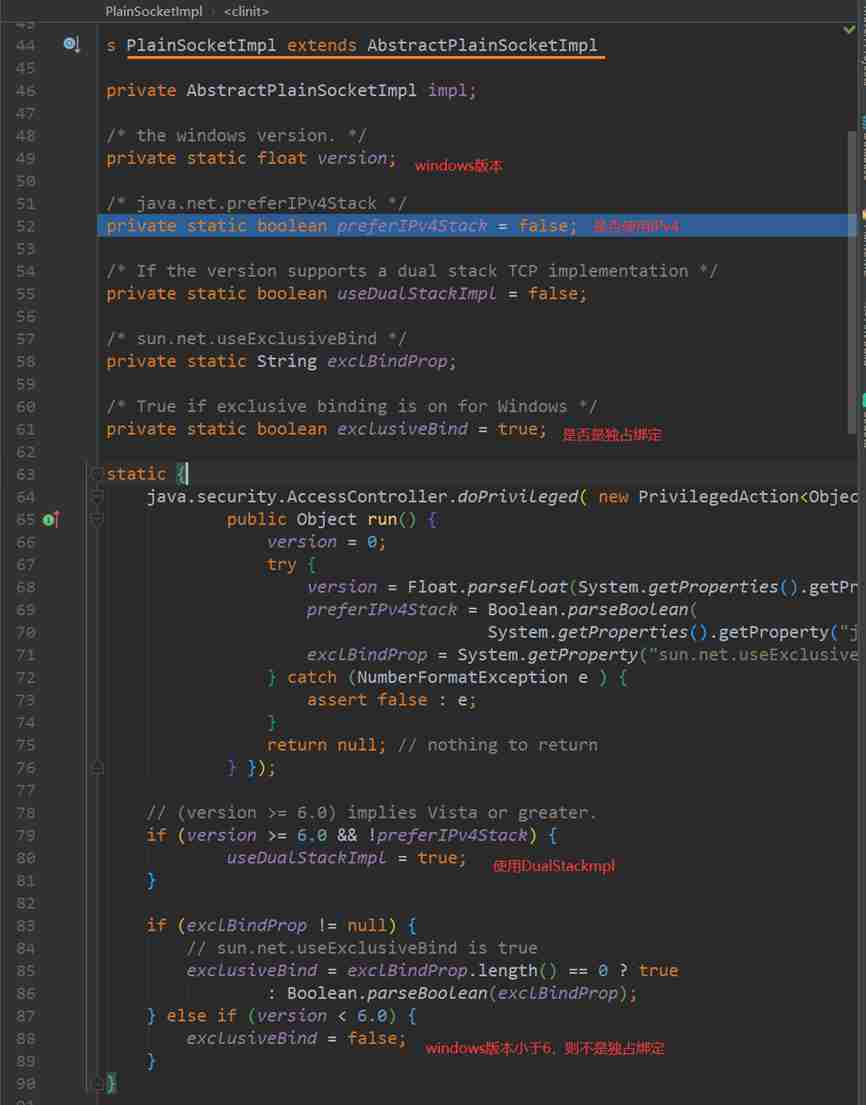 PlainSocketImpl › <clinit>
43
44 s PlainSocketImpl extends AbstractPlainSocketImpl
45
46 private AbstractPlainSocketImpl impl;
47
48 /* the windows version. */
49 private static float version; windows版本
50
51 /* java.net.preferIPv4Stack */
52 private static boolean preferIPv4Stack = false; 是否使用IPv4
53
54 /* If the version supports a dual stack TCP implementation */
55 private static boolean useDualStackImpl = false;
56
57 /* sun.net.useExclusiveBind */
58 private static String exclBindProp;
59
60 /* True if exclusive binding is on for Windows */
61 private static boolean exclusiveBind = true; 是否是独占绑定
62
63 static {
64 java.security.AccessController.doPrivileged( new PrivilegedAction<Objec
65 public Object run() {
66 version = 0;
67 try {
68 version = Float.parseFloat(System.getProperties().getPr
69 preferIPv4Stack = Boolean.parseBoolean(
70 System.getProperties().getProperty("j
71 exclBindProp = System.getProperty("sun.net.useExclusive
72 } catch (NumberFormatException e ) {
73 assert false : e;
74 }
75 return null; // nothing to return
76 } });
77
78 // (version >= 6.0) implies Vista or greater.
79 if (version >= 6.0 && !preferIPv4Stack) {
80 useDualStackImpl = true; 使用DualStackmpl
81 }
82
83 if (exclBindProp != null) {
84 // sun.net.useExclusiveBind is true
85 exclusiveBind = exclBindProp.length() == 0 ? true
86 : Boolean.parseBoolean(exclBindProp);
87 } else if (version < 6.0) {
88 exclusiveBind = false; windows版本小于6，则不是独占绑定
89 }
90 }